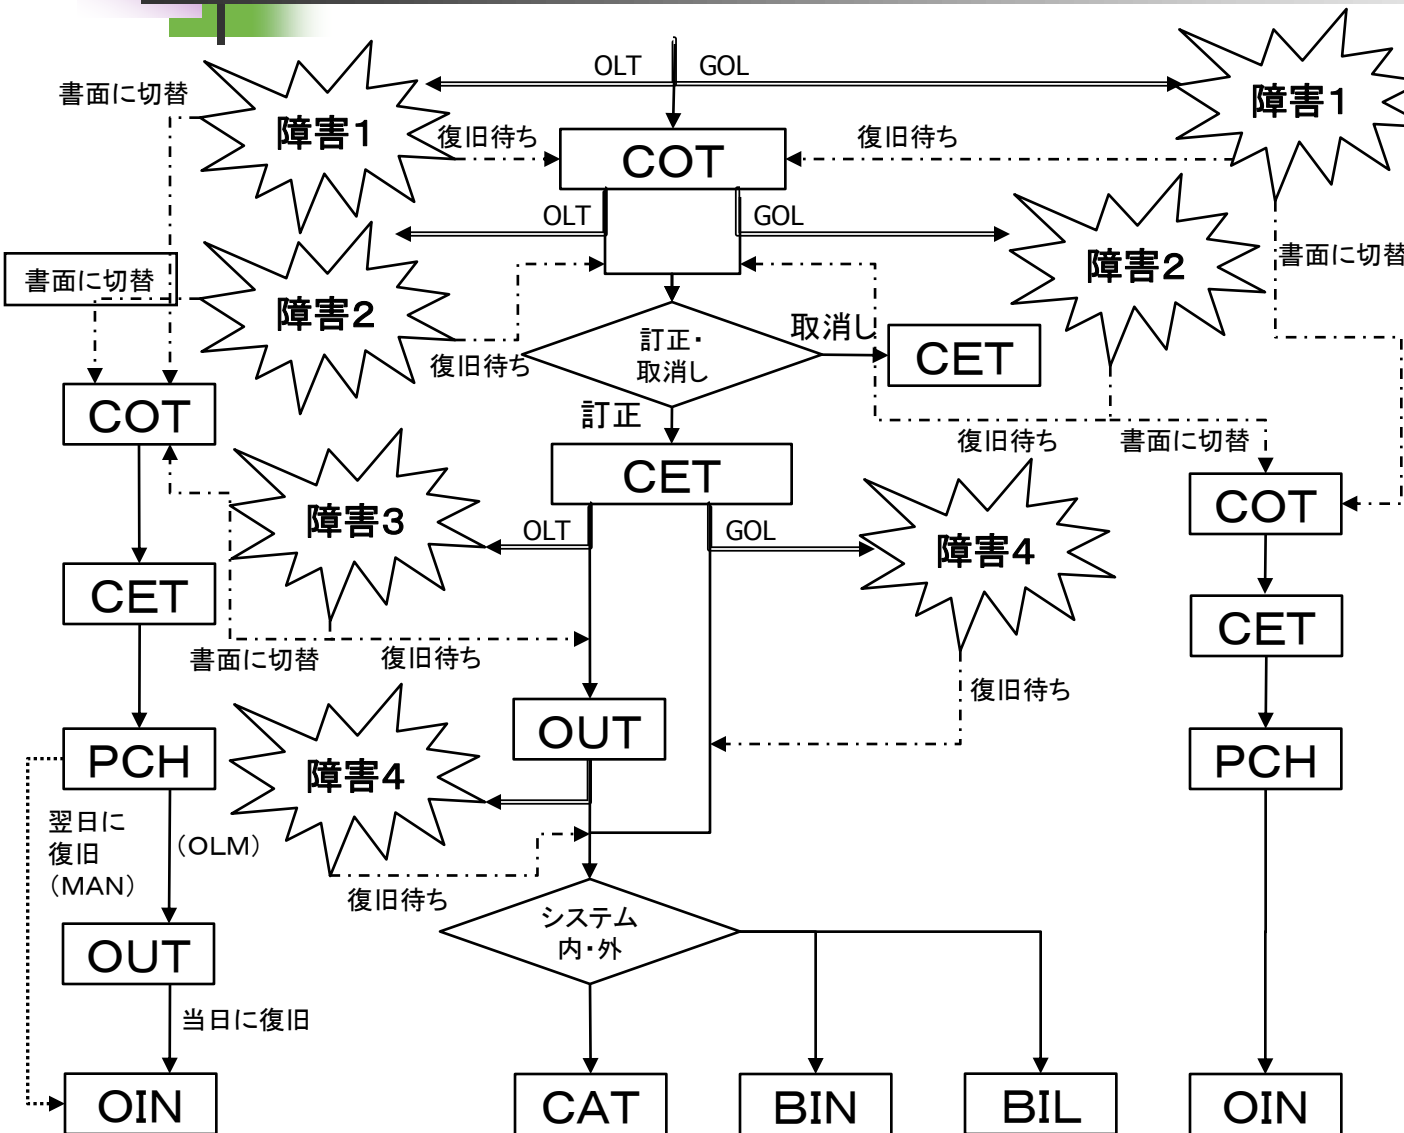 OLT
GOL
書面に切替
障害1
障害1
復旧待ち
復旧待ち
COT
OLT
GOL
書面に切替
書面に切替
障害2
障害2
復旧待ち
訂正・
取消し
取消し
CET
訂正
COT
復旧待ち
書面に切替
CET
COT
障害3
OLT
GOL
障害4
CET
CET
書面に切替
復旧待ち
復旧待ち
OUT
PCH
PCH
障害4
翌日に
復旧
（MAN）
（OLM）
復旧待ち
システム
内・外
OUT
当日に復旧
OIN
CAT
BIN
BIL
OIN